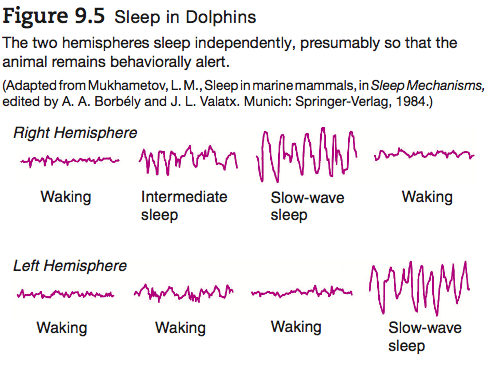 Figure 9.5 Sleep in Dolphins
The two hemispheres sleep independently, presumably so that the
animal remains behaviorally alert.
(Adapted from Mukhametov, L. M., Sleep in marine mammals, in Sleep Mechanisms,
edited by A. A. Borbély and J. L. Valatx. Munich: Springer-Verlag, 1984.)
Right Hemisphere
Waking Intermediate sleep Slow-wave sleep Waking
Left Hemisphere
Waking Waking Waking Slow-wave sleep